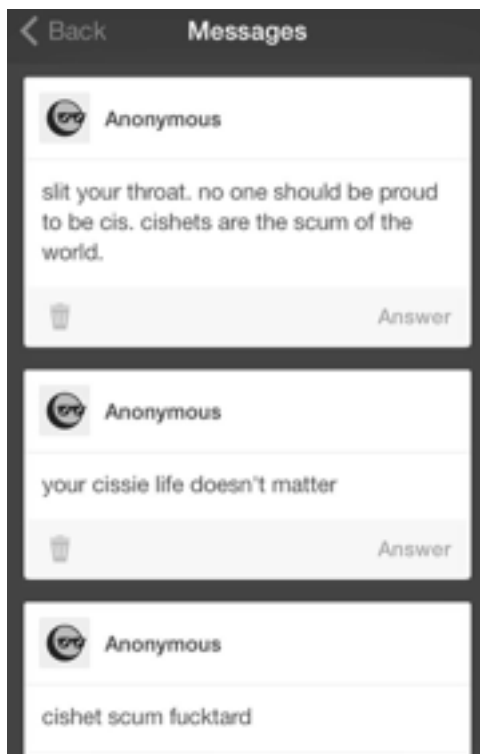 Back Messages
Anonymous
slit your throat. no one should be proud
to be cis. cishets are the scum of the
world.
Answer
Anonymous
your cissie life doesn't matter
Answer
Anonymous
cishet scum fucktard